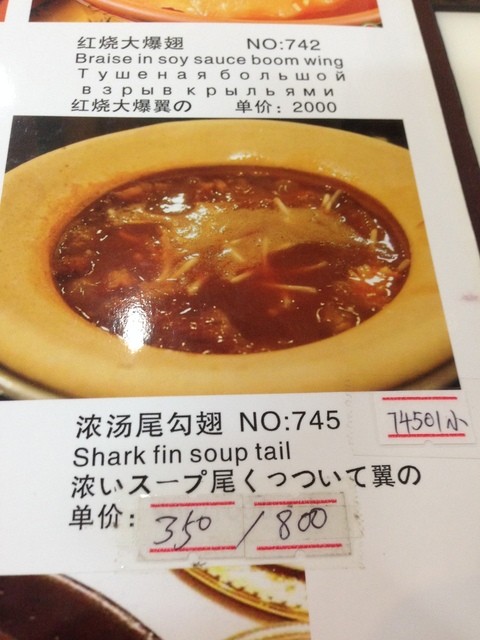 红烧大爆翅 NO:742
Braise in soy sauce boom wing
Тушеная большой
взрыв крыльями
红烧大爆翼の 单价: 2000
浓汤尾勾翅 NO:745
74501小
Shark fin soup tail
浓いスープ尾くっついて翼の
单价: 350 / 800